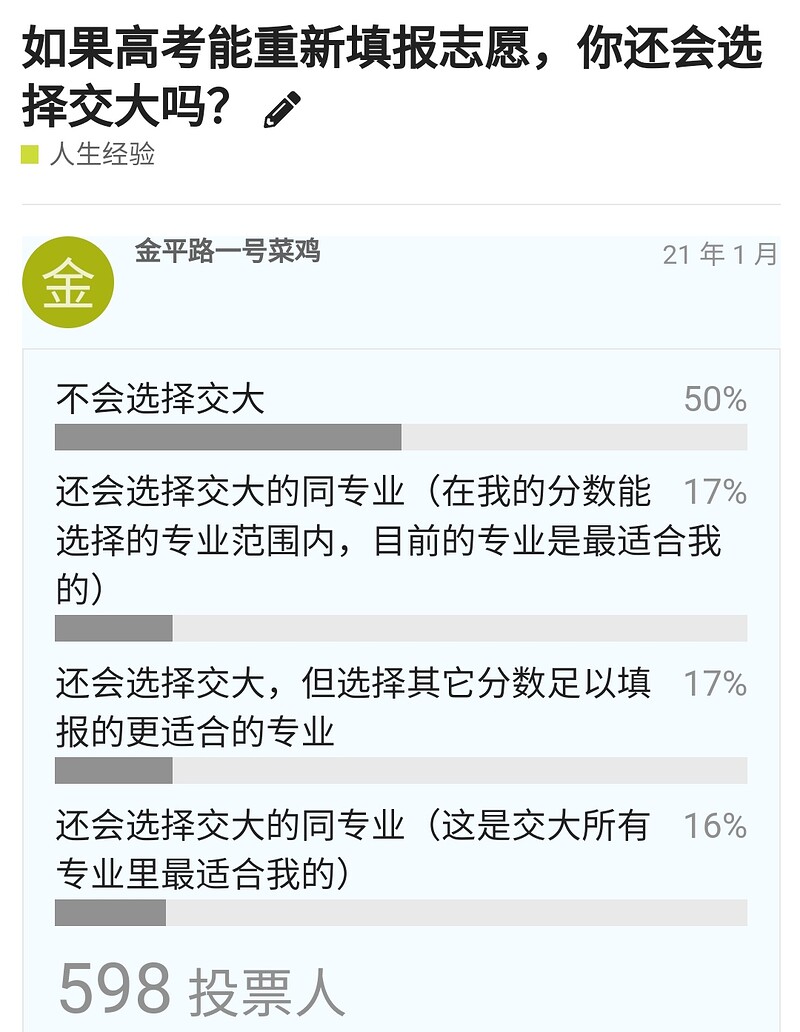 如果高考能重新填报志愿，你还会选
择交大吗？
人生经验
金
金平路一号菜鸡
21 年 1 月
不会选择交大
50%
还会选择交大的同专业（在我的分数能
17%
选择的专业范围内，目前的专业是最适合我
的）
还会选择交大，但选择其它分数足以填
17%
报的更适合的专业
还会选择交大的同专业（这是交大所有
16%
专业里最适合我的）
598 投票人